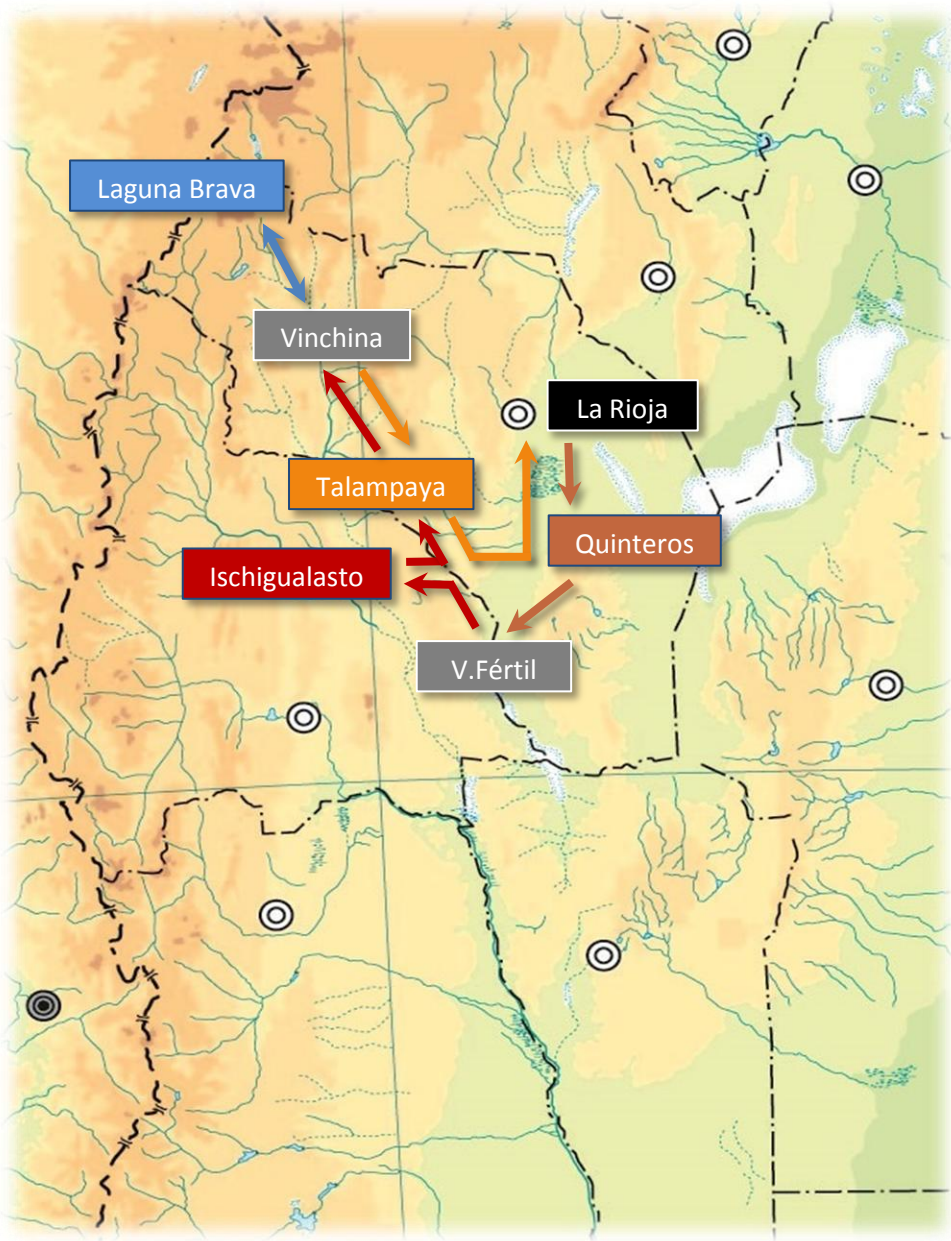 Laguna Brava
Vinchina
La Rioja
Talampaya
Quinteros
Ischigualasto
V.Fértil